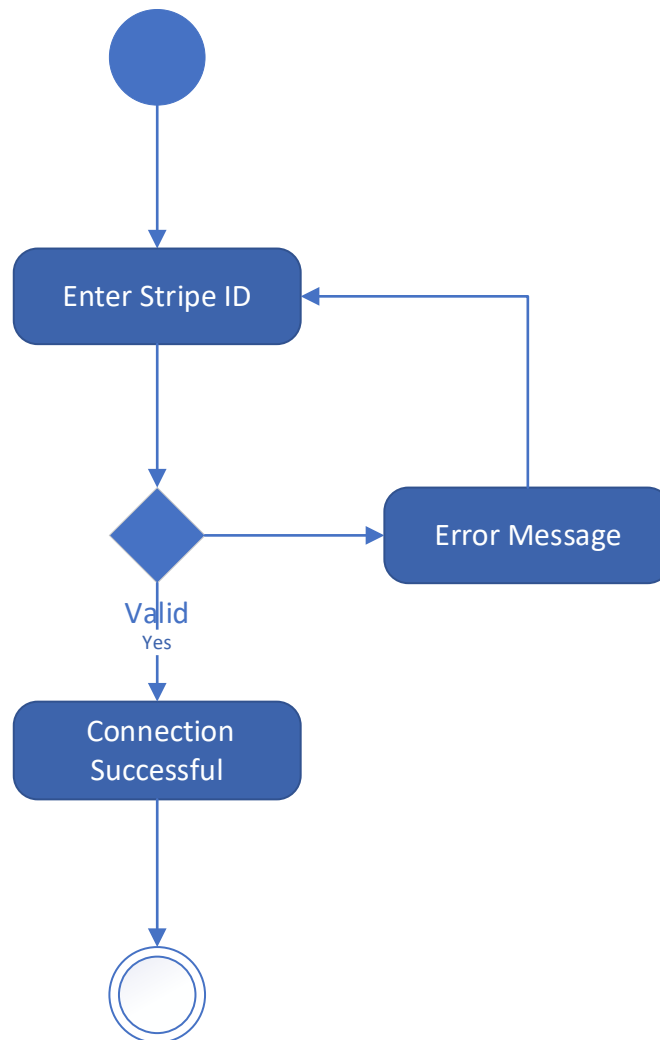 Enter Stripe ID
Error Message
Valid
Yes
Connection
Successful